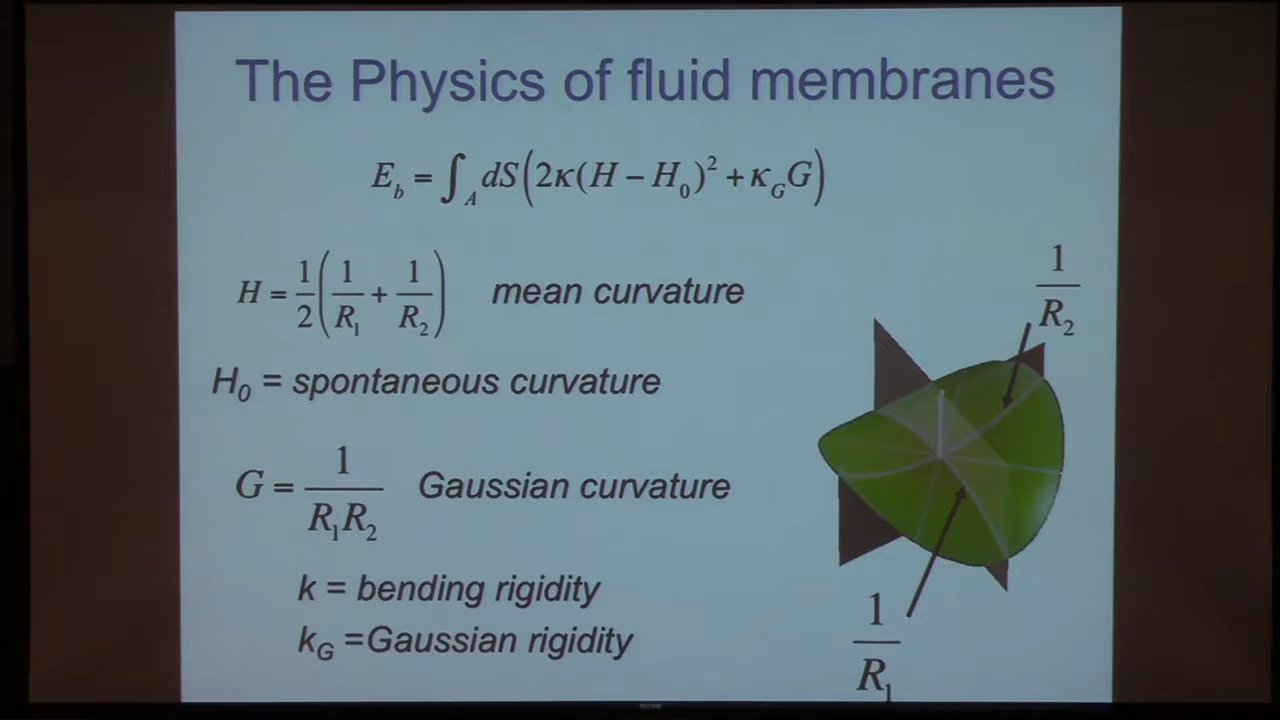 The Physics of fluid membranes
E_b = ∫_A dS(2κ(H − H_0)^2 + κ_G G)
H = 1/2 (1/R_1 + 1/R_2) mean curvature
1/R_2
H_0 = spontaneous curvature
G = 1/(R_1 R_2) Gaussian curvature
k = bending rigidity
k_G =Gaussian rigidity
1/R_1